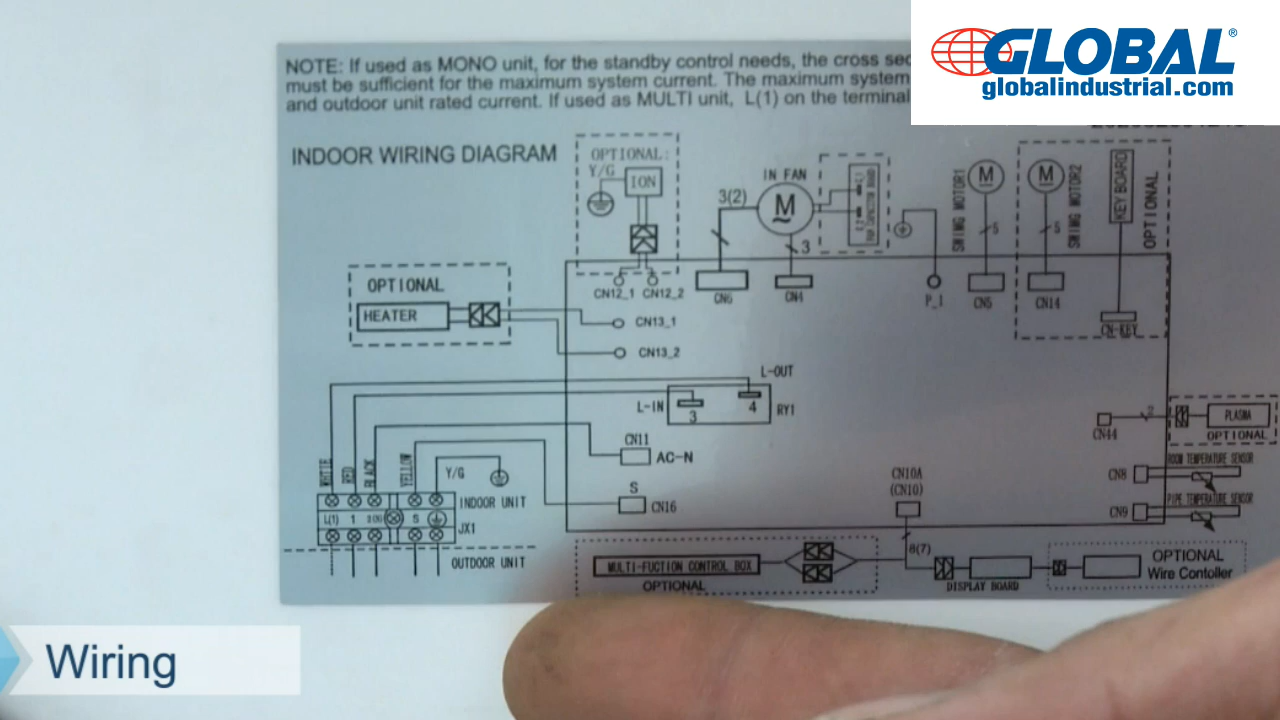 GLOBAL®
globalindustrial.com
NOTE: If used as MONO unit, for the standby control needs, the cross sec
must be sufficient for the maximum system current. The maximum system
and outdoor unit rated current. If used as MULTI unit, L(1) on the terminal
INDOOR WIRING DIAGRAM
OPTIONAL:
Y/G
ION
CN12_1 CN12_2
3(2)
IN FAN
M
3
CN6
CN4
P_1
SWING MOTOR1
M
5
CN5
SWING MOTOR2
M
5
CN14
KEY BOARD
OPTIONAL
CN-KEY
OPTIONAL
HEATER
CN13_1
CN13_2
L-OUT
L-IN
3
4
RY1
CN11
AC-N
S
CN16
WHITE
RED
BLACK
YELLOW
Y/G
L(1)
1
S
INDOOR UNIT
JX1
OUTDOOR UNIT
CN44
PLASMA
OPTIONAL
CN8
ROOM TEMPERATURE SENSOR
CN9
PIPE TEMPERATURE SENSOR
CN10A
(CN10)
8(7)
MULTI-FUCTION CONTROL BOX
OPTIONAL
DISPLAY BOARD
OPTIONAL
Wire Contoller
Wiring